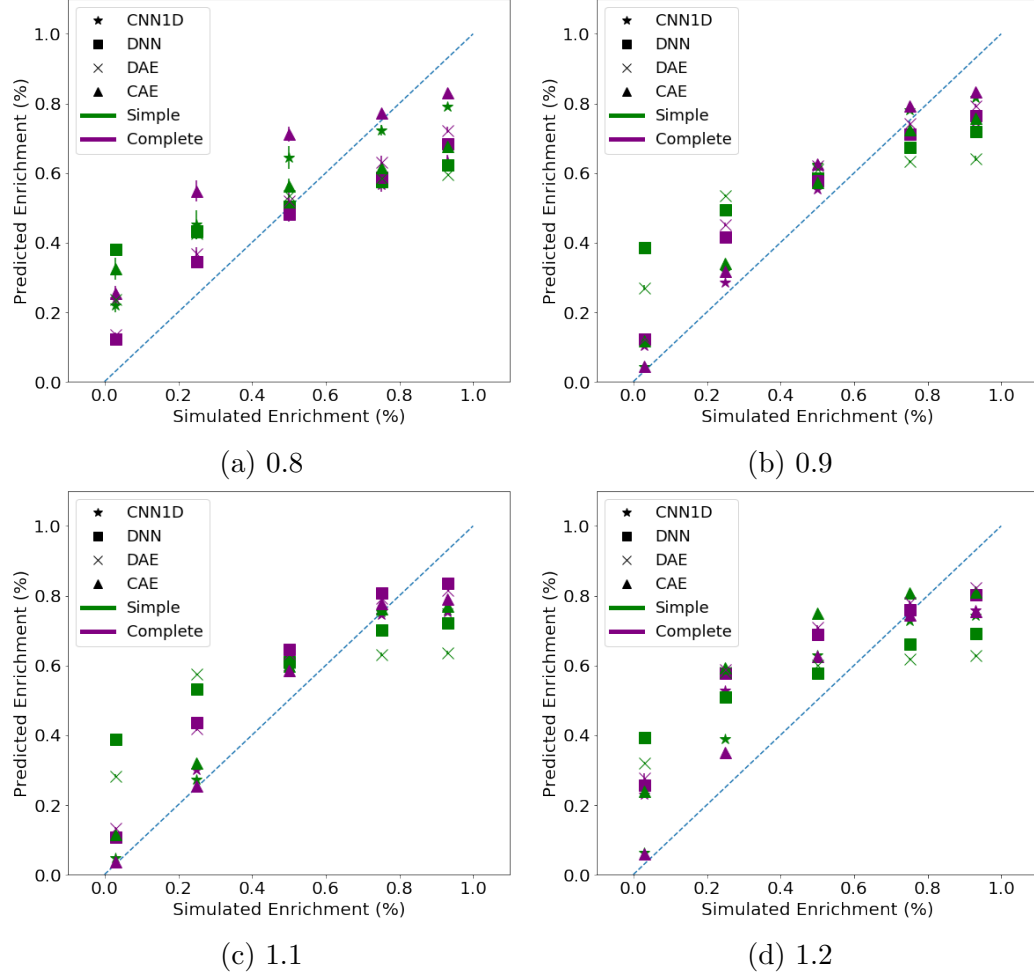 1.0
0.8
0.6
0.4
0.2
0.0
Predicted Enrichment (%)
CNN1D
DNN
DAE
CAE
Simple
Complete
0.0 0.2 0.4 0.6 0.8 1.0
Simulated Enrichment (%)
(a) 0.8
1.0
0.8
0.6
0.4
0.2
0.0
Predicted Enrichment (%)
CNN1D
DNN
DAE
CAE
Simple
Complete
0.0 0.2 0.4 0.6 0.8 1.0
Simulated Enrichment (%)
(b) 0.9
1.0
0.8
0.6
0.4
0.2
0.0
Predicted Enrichment (%)
CNN1D
DNN
DAE
CAE
Simple
Complete
0.0 0.2 0.4 0.6 0.8 1.0
Simulated Enrichment (%)
(c) 1.1
1.0
0.8
0.6
0.4
0.2
0.0
Predicted Enrichment (%)
CNN1D
DNN
DAE
CAE
Simple
Complete
0.0 0.2 0.4 0.6 0.8 1.0
Simulated Enrichment (%)
(d) 1.2